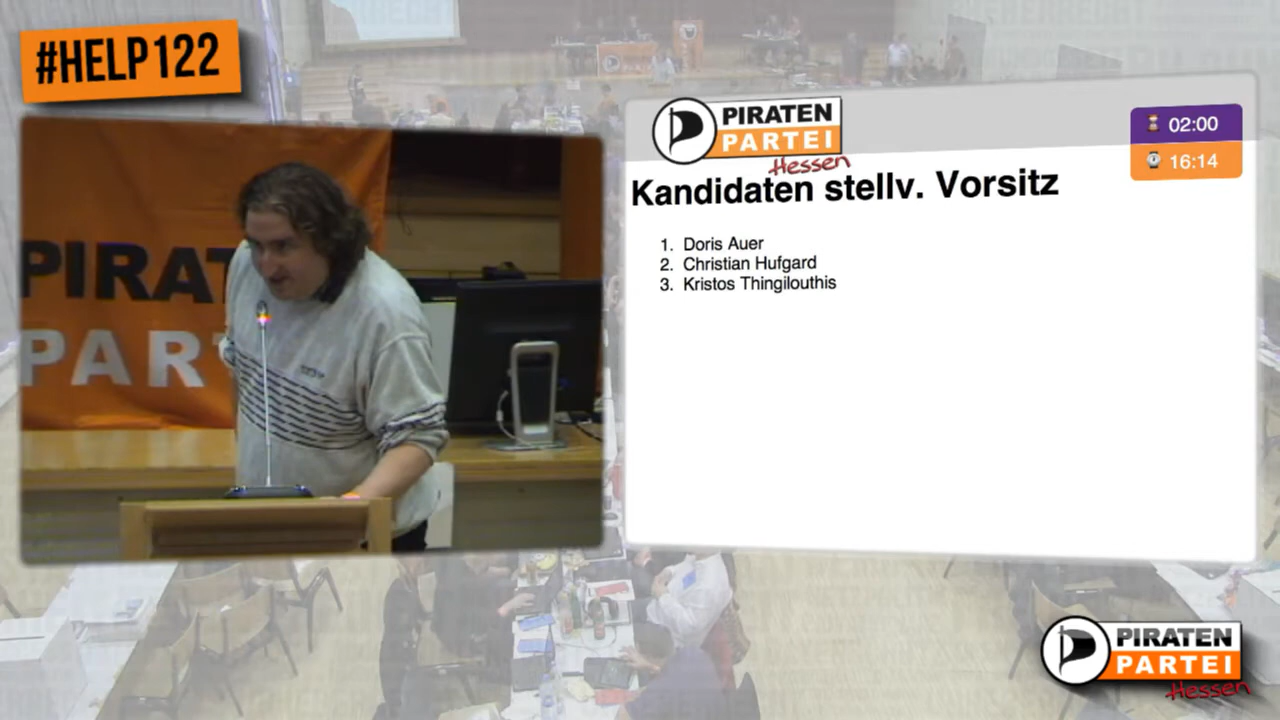 #HELP122
PIRATEN
PARTEI
Hessen
02:00
16:14
Kandidaten stellv. Vorsitz
1. Doris Auer
2. Christian Hufgard
3. Kristos Thingilouthis
PIRAT
PART
PIRATEN
PARTEI
Hessen